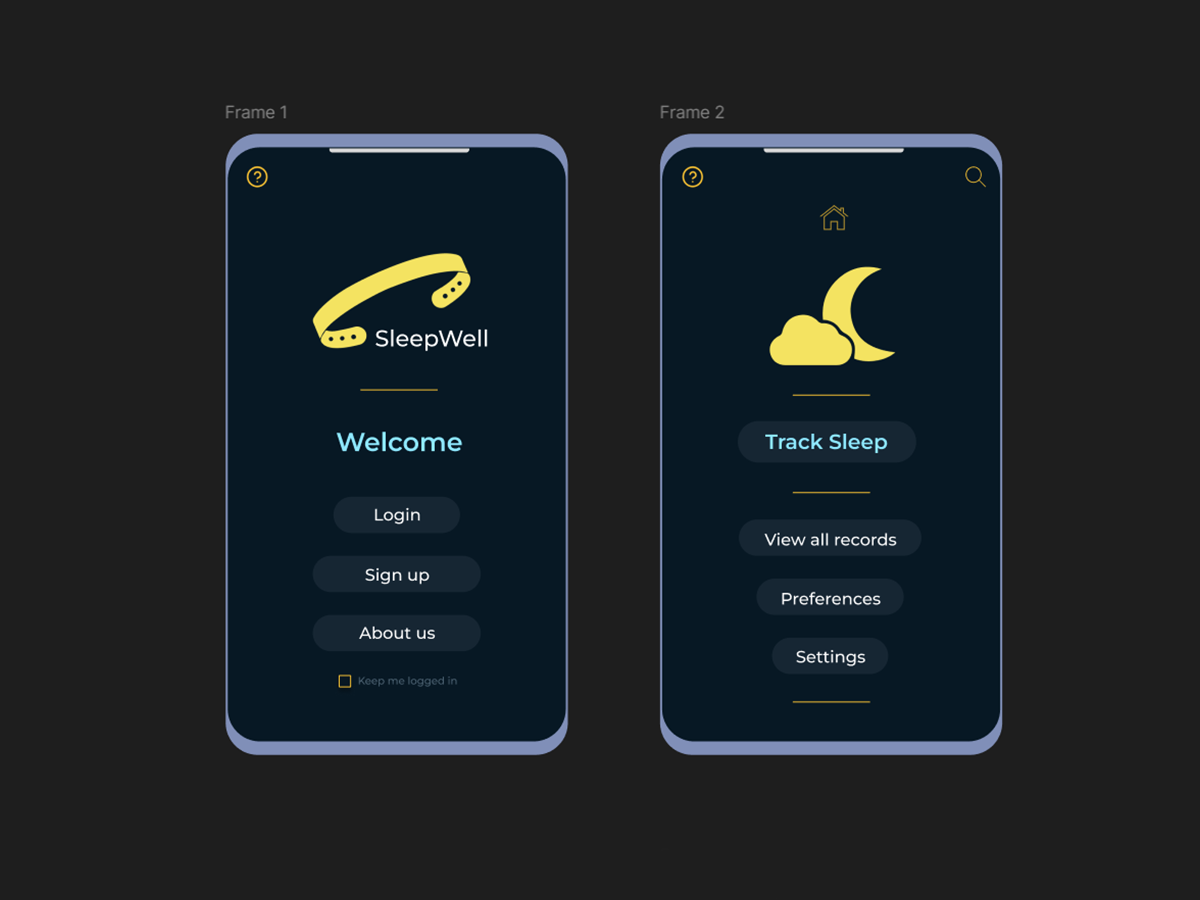 Frame 1
?
SleepWell
Welcome
Login
Sign up
About us
Keep me logged in
Frame 2
?
Track Sleep
View all records
Preferences
Settings